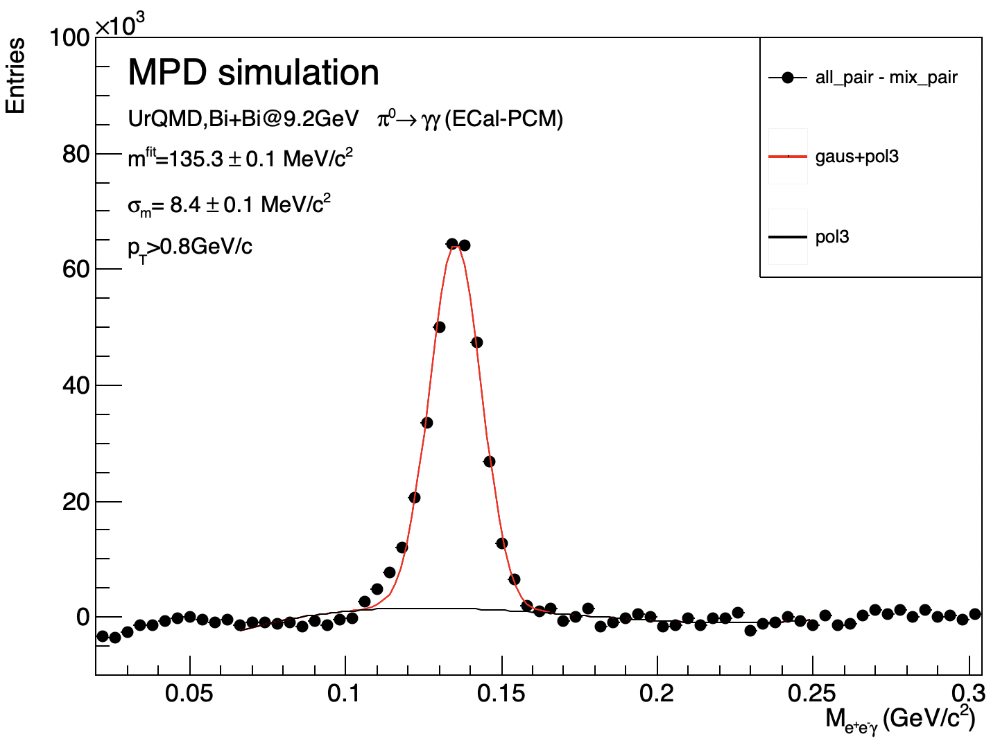 ×10³
Entries
100
80
60
40
20
0
MPD simulation
UrQMD,Bi+Bi@9.2GeV π⁰→ γγ (ECal-PCM)
mᶠⁱᵗ=135.3 ± 0.1 MeV/c²
σₘ= 8.4 ± 0.1 MeV/c²
p_T>0.8GeV/c
all_pair - mix_pair
gaus+pol3
pol3
0.05 0.1 0.15 0.2 0.25 0.3
M_e⁺e⁻γ (GeV/c²)